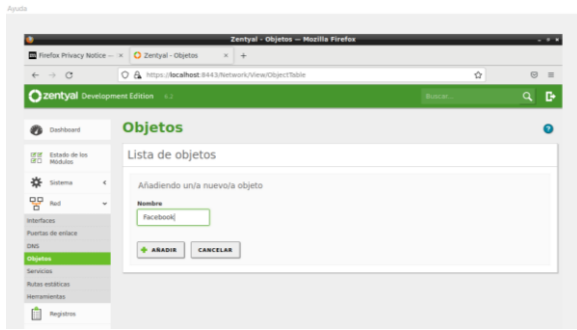 Ayuda
Zentyal - Objetos — Mozilla Firefox
Firefox Privacy Notice —
Zentyal - Objetos
https://localhost:8443/Network/View/ObjectTable
zentyal Development Edition
Buscar...
Dashboard
Objetos
Estado de los
Módulos
Lista de objetos
Sistema
Añadiendo un/a nuevo/a objeto
Red
Nombre
Facebook
Interfaces
Puertas de enlace
DNS
AÑADIR
CANCELAR
Objetos
Servicios
Rutas estáticas
Herramientas
Registros